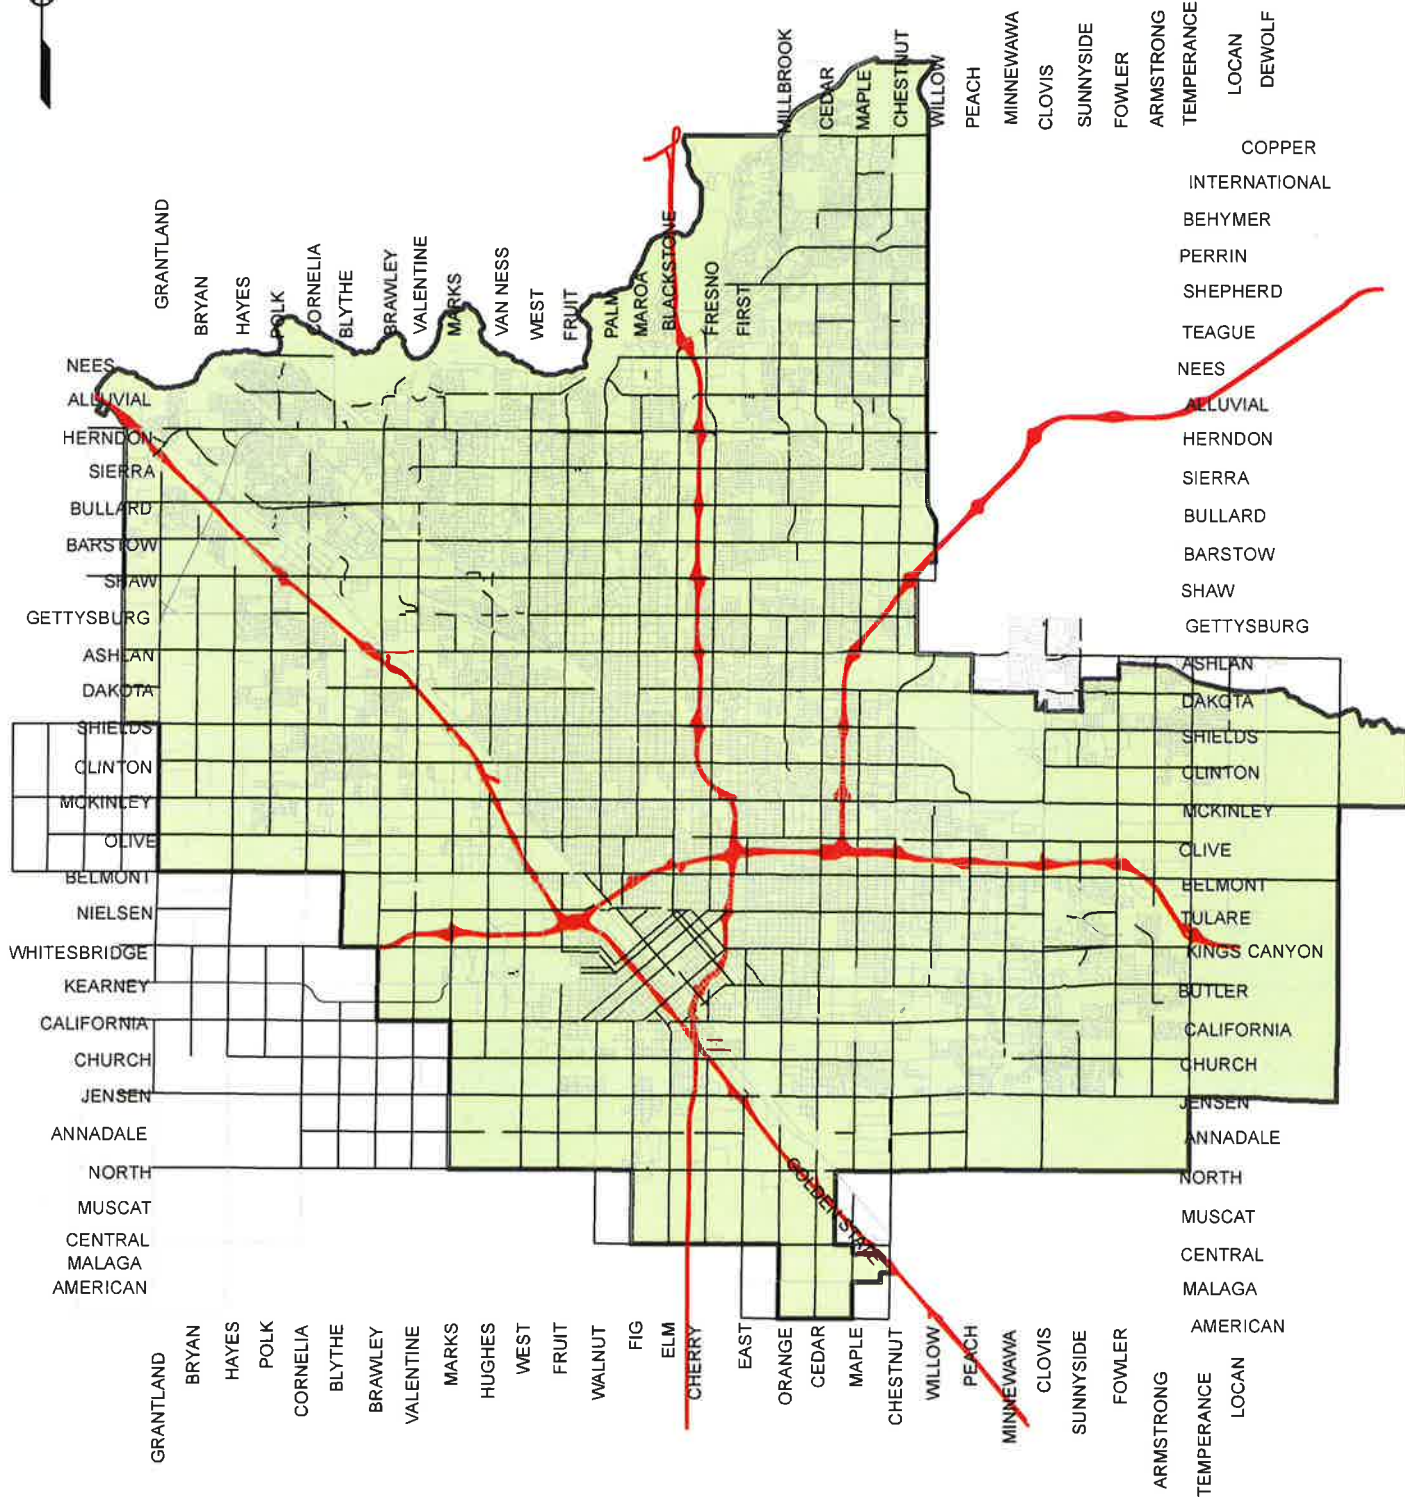 MILLBROOK
CEDAR
MAPLE
CHESTNUT
WILLOW
PEACH
MINNEWAWA
CLOVIS
SUNNYSIDE
FOWLER
ARMSTRONG
TEMPERANCE
LOCAN
DEWOLF
GRANTLAND
BRYAN
HAYES
POLK
CORNELIA
BLYTHE
BRAWLEY
VALENTINE
MARKS
VAN NESS
WEST
FRUIT
PALM
MAROA
BLACKSTONE
FRESNO
FIRST
COPPER
INTERNATIONAL
BEHYMER
PERRIN
SHEPHERD
TEAGUE
NEES
ALLUVIAL
HERNDON
SIERRA
BULLARD
BARSTOW
SHAW
GETTYSBURG
ASHLAN
DAKOTA
SHIELDS
CLINTON
MCKINLEY
OLIVE
BELMONT
TULARE
KINGS CANYON
BUTLER
CALIFORNIA
CHURCH
JENSEN
ANNADALE
NORTH
MUSCAT
CENTRAL
MALAGA
AMERICAN
NEES
ALLUVIAL
HERNDON
SIERRA
BULLARD
BARSTOW
SHAW
GETTYSBURG
ASHLAN
DAKOTA
SHIELDS
CLINTON
MCKINLEY
OLIVE
BELMONT
NIELSEN
WHITESBRIDGE
KEARNEY
CALIFORNIA
CHURCH
JENSEN
ANNADALE
NORTH
MUSCAT
CENTRAL
MALAGA
AMERICAN
GOLDEN STATE
GRANTLAND
BRYAN
HAYES
POLK
CORNELIA
BLYTHE
BRAWLEY
VALENTINE
MARKS
HUGHES
WEST
FRUIT
WALNUT
FIG
ELM
CHERRY
EAST
ORANGE
CEDAR
MAPLE
CHESTNUT
WILLOW
PEACH
MINNEWAWA
CLOVIS
SUNNYSIDE
FOWLER
ARMSTRONG
TEMPERANCE
LOCAN